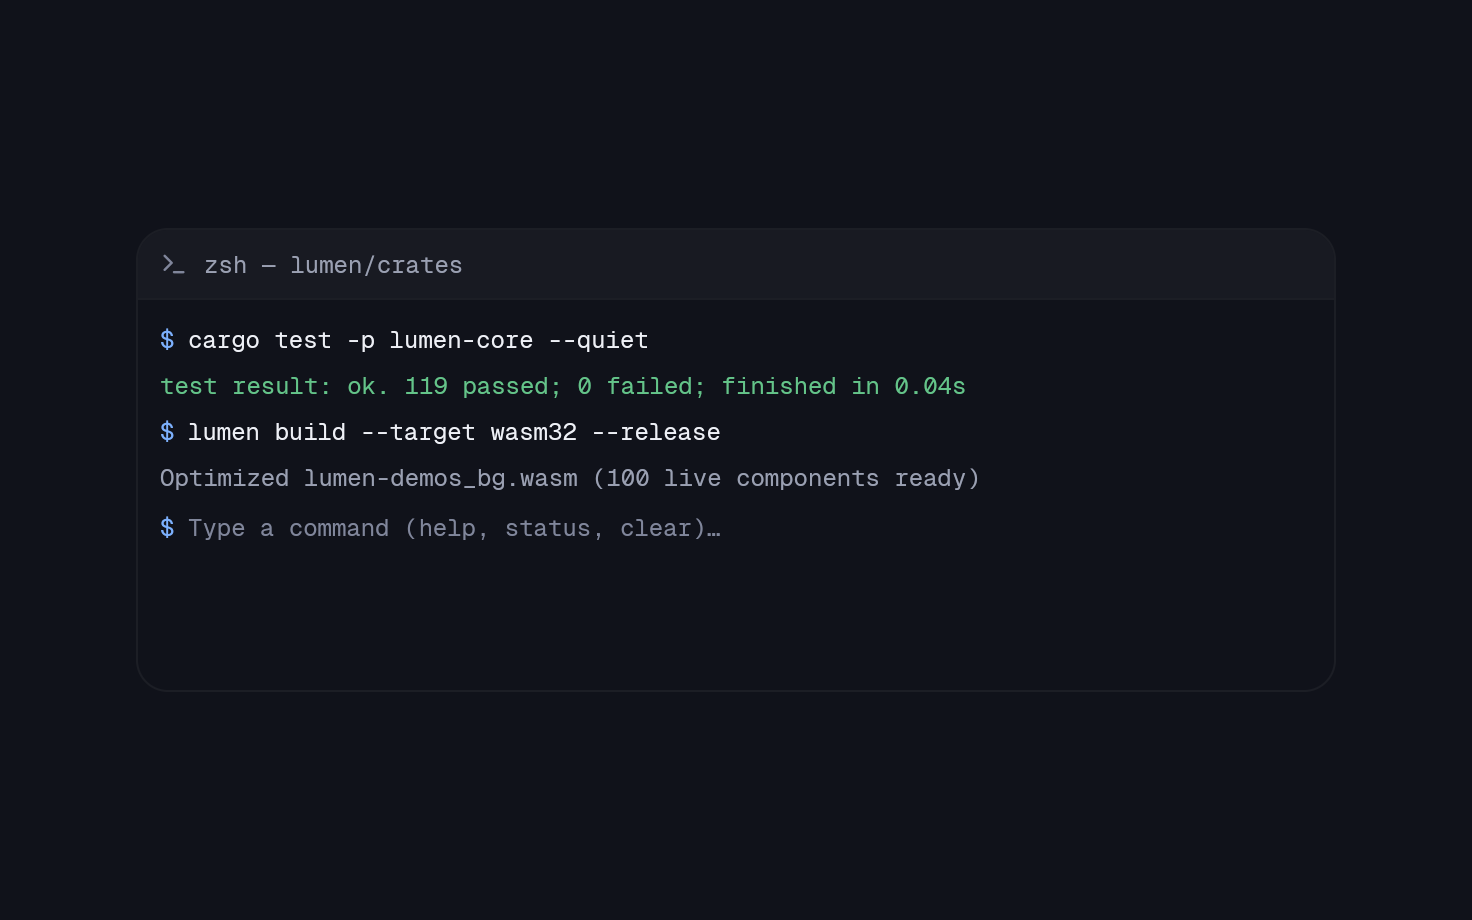 zsh — lumen/crates
$ cargo test -p lumen-core --quiet
test result: ok. 119 passed; 0 failed; finished in 0.04s
$ lumen build --target wasm32 --release
Optimized lumen-demos_bg.wasm (100 live components ready)
$ Type a command (help, status, clear)…